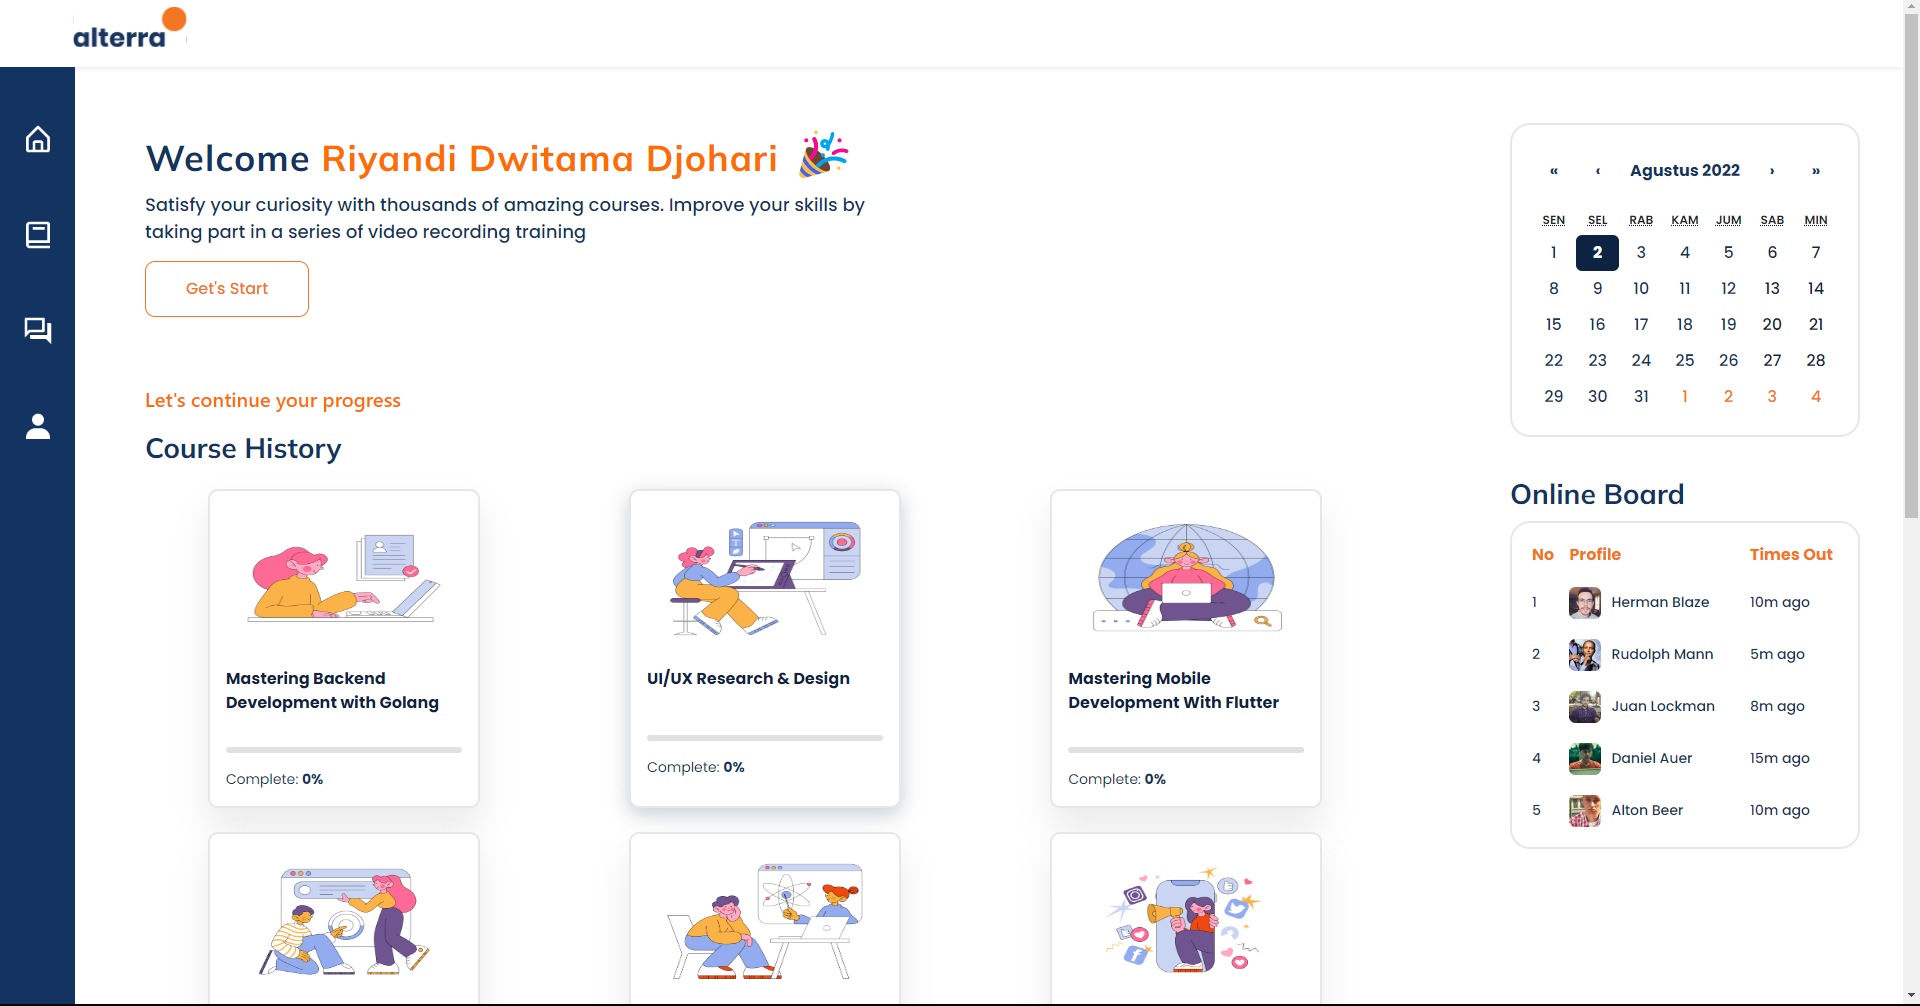 alterra
Welcome Riyandi Dwitama Djohari
Satisfy your curiosity with thousands of amazing courses. Improve your skills by
taking part in a series of video recording training
Get's Start
Let's continue your progress
Course History
Mastering Backend
Development with Golang
Complete: 0%
UI/UX Research & Design
Complete: 0%
Mastering Mobile
Development With Flutter
Complete: 0%
« ‹ Agustus 2022 › »
SEN SEL RAB KAM JUM SAB MIN
1 2 3 4 5 6 7
8 9 10 11 12 13 14
15 16 17 18 19 20 21
22 23 24 25 26 27 28
29 30 31 1 2 3 4
Online Board
No Profile Times Out
1 Herman Blaze 10m ago
2 Rudolph Mann 5m ago
3 Juan Lockman 8m ago
4 Daniel Auer 15m ago
5 Alton Beer 10m ago